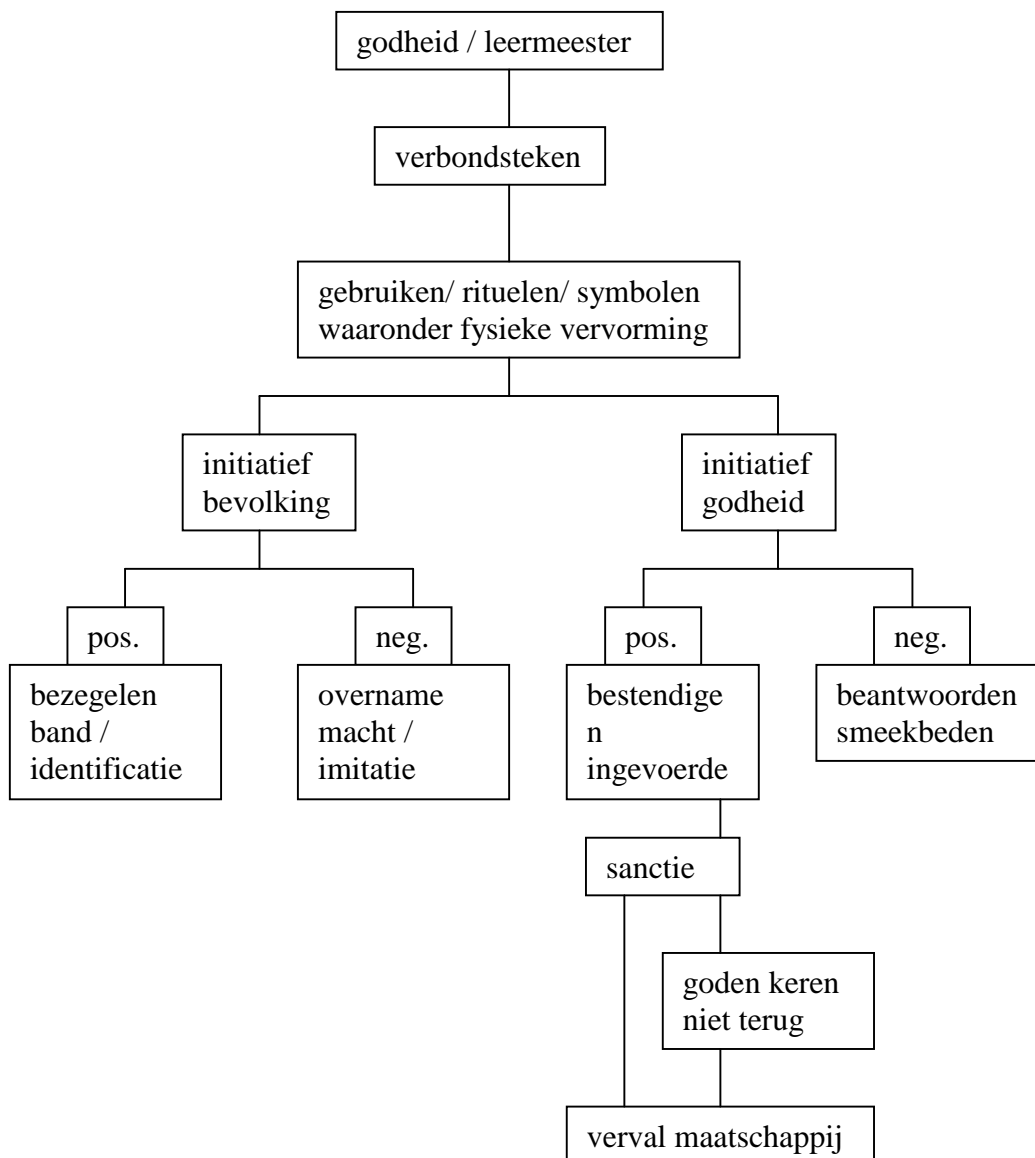 godheid / leermeester
verbondsteken
gebruiken/ rituelen/ symbolen
waaronder fysieke vervorming
initiatief
bevolking
initiatief
godheid
pos.
neg.
pos.
neg.
bezegelen
band /
identificatie
overname
macht /
imitatie
bestendige
n
ingevoerde
beantwoorden
smeekbeden
sanctie
goden keren
niet terug
verval maatschappij